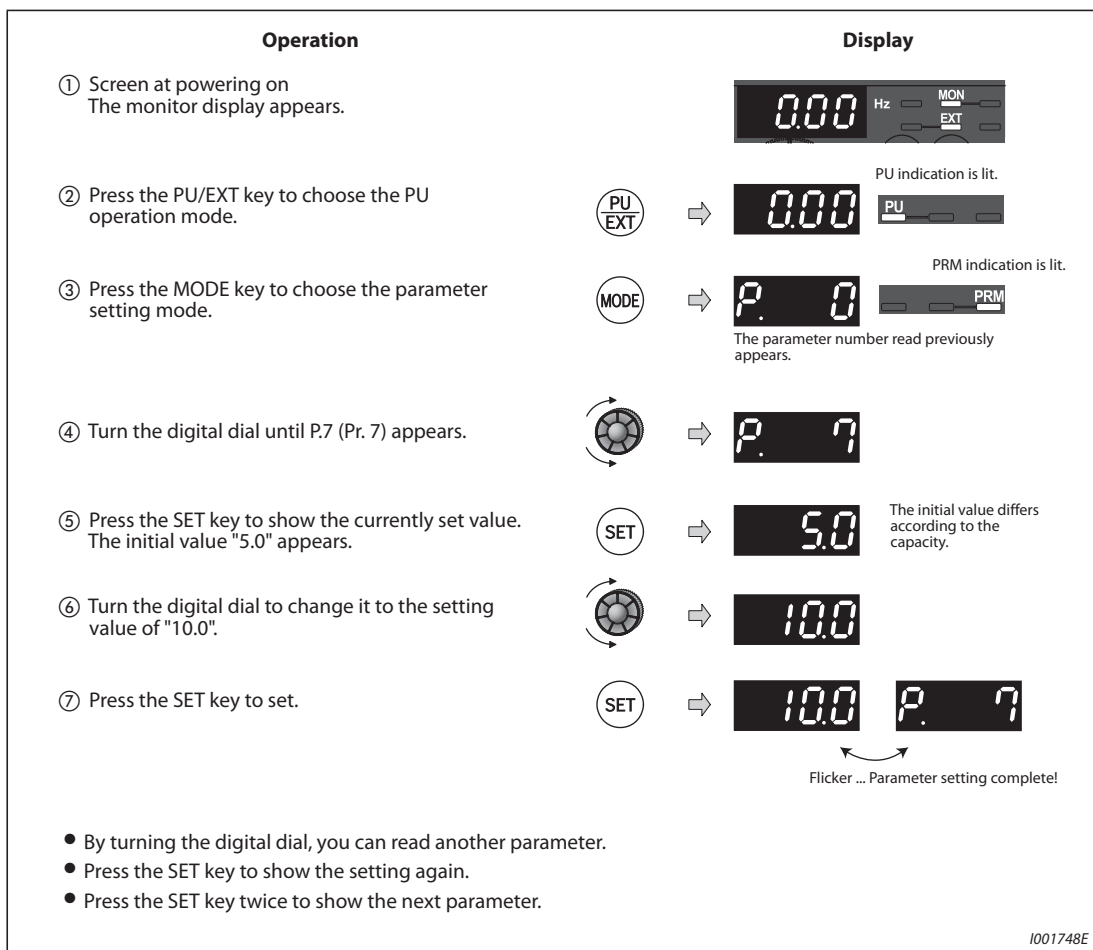 Operation
Display
① Screen at powering on
The monitor display appears.
0.00 Hz MON EXT
② Press the PU/EXT key to choose the PU
operation mode.
PU
EXT
0.00
PU indication is lit.
PU
③ Press the MODE key to choose the parameter
setting mode.
MODE
P. 0
PRM indication is lit.
PRM
The parameter number read previously
appears.
④ Turn the digital dial until P.7 (Pr. 7) appears.
P. 7
⑤ Press the SET key to show the currently set value.
The initial value "5.0" appears.
SET
5.0
The initial value differs
according to the
capacity.
⑥ Turn the digital dial to change it to the setting
value of "10.0".
10.0
⑦ Press the SET key to set.
SET
10.0
P. 7
Flicker ... Parameter setting complete!
● By turning the digital dial, you can read another parameter.
● Press the SET key to show the setting again.
● Press the SET key twice to show the next parameter.
I001748E